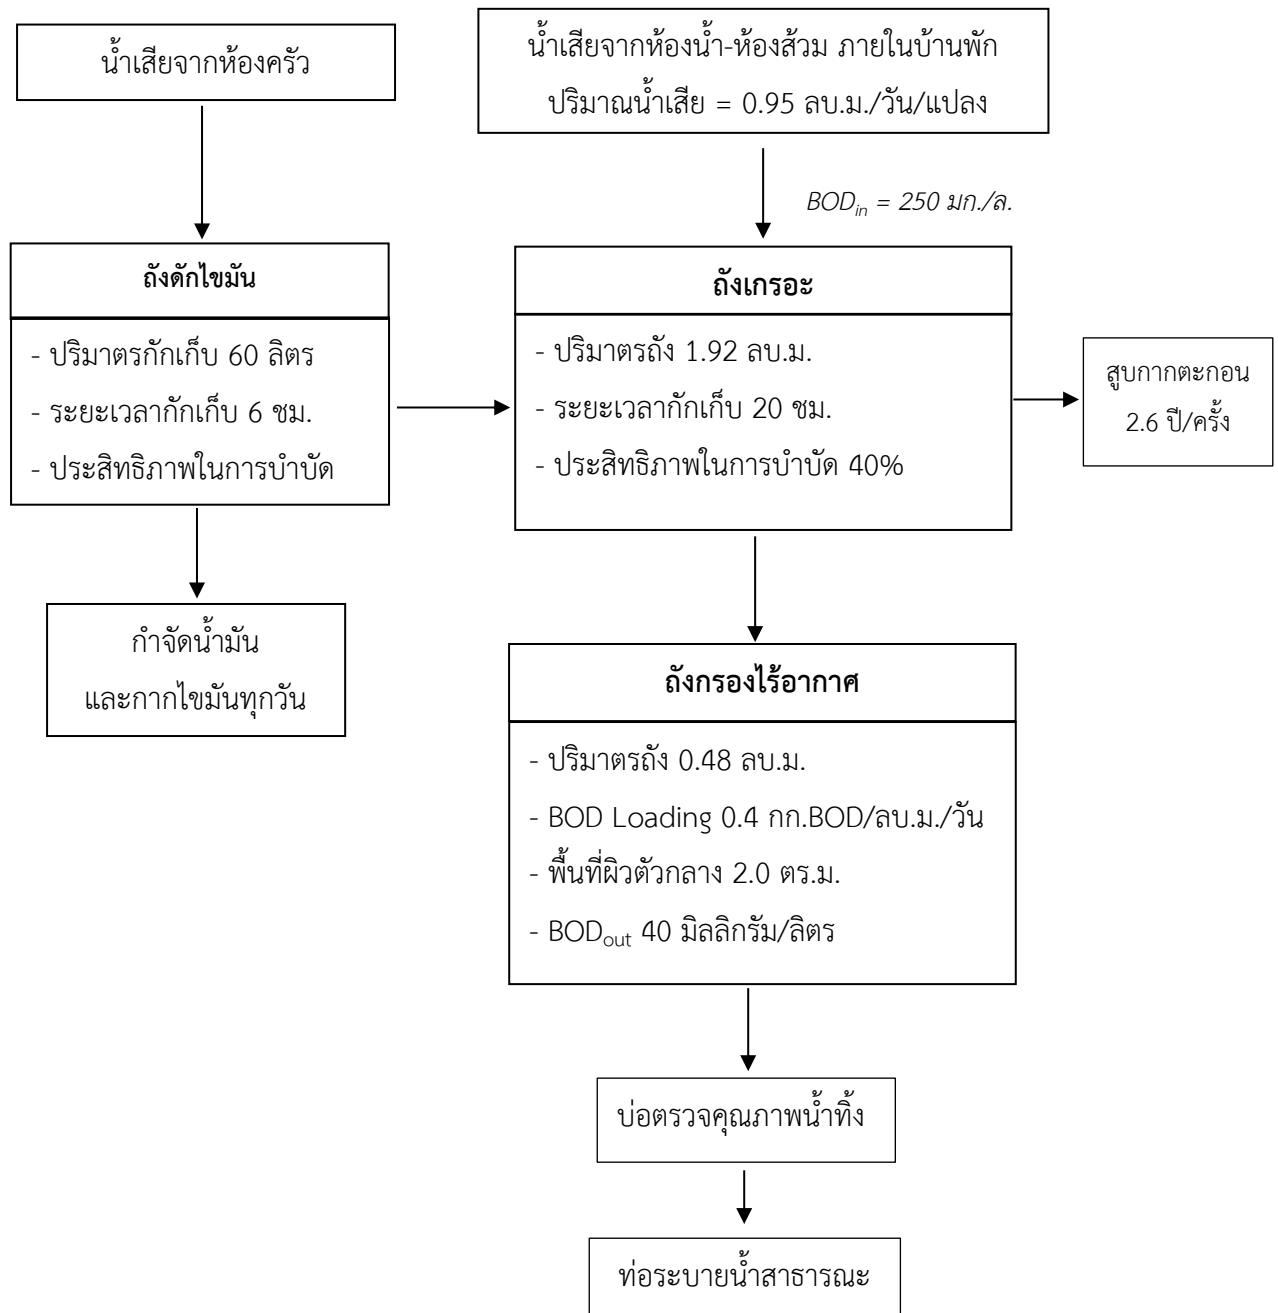 น้ำเสียจากห้องครัว
น้ำเสียจากห้องน้ำ-ห้องส้วม ภายในบ้านพัก
ปริมาณน้ำเสีย = 0.95 ลบ.ม./วัน/แปลง
BODin = 250 มก./ล.
ถังดักไขมัน
- ปริมาตรกักเก็บ 60 ลิตร
- ระยะเวลากักเก็บ 6 ชม.
- ประสิทธิภาพในการบำบัด
ถังเกรอะ
- ปริมาตรถัง 1.92 ลบ.ม.
- ระยะเวลากักเก็บ 20 ชม.
- ประสิทธิภาพในการบำบัด 40%
สูบกากตะกอน
2.6 ปี/ครั้ง
กำจัดน้ำมัน
และกากไขมันทุกวัน
ถังกรองไร้อากาศ
- ปริมาตรถัง 0.48 ลบ.ม.
- BOD Loading 0.4 กก.BOD/ลบ.ม./วัน
- พื้นที่ผิวตัวกลาง 2.0 ตร.ม.
- BODout 40 มิลลิกรัม/ลิตร
บ่อตรวจคุณภาพน้ำทิ้ง
ท่อระบายน้ำสาธารณะ